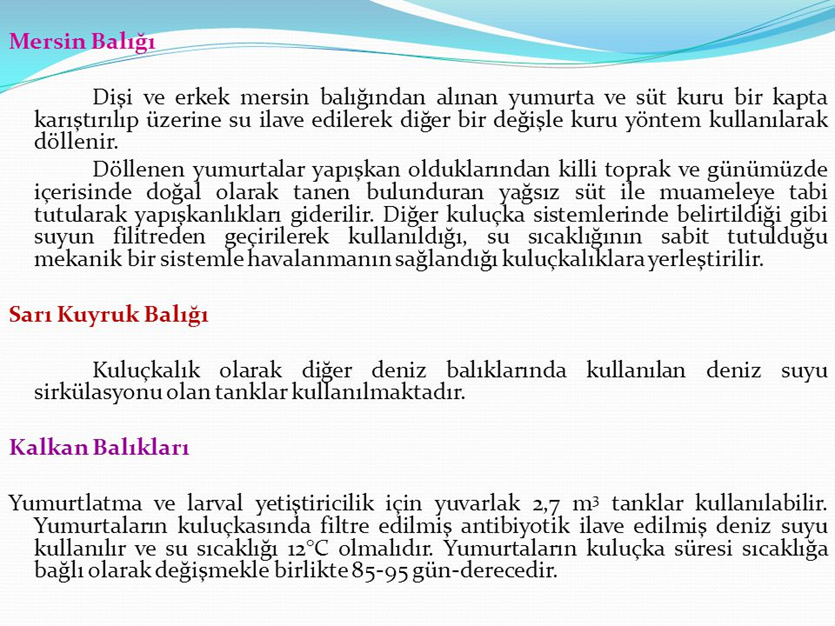 Mersin Balığı
Dişi ve erkek mersin balığından alınan yumurta ve süt kuru bir kapta
karıştırılıp üzerine su ilave edilerek diğer bir değişle kuru yöntem kullanılarak
döllenir.
Döllenen yumurtalar yapışkan olduklarından killi toprak ve günümüzde
içerisinde doğal olarak tanen bulunduran yağsız süt ile muameleye tabi
tutularak yapışkanlıkları giderilir. Diğer kuluçka sistemlerinde belirtildiği gibi
suyun filitreden geçirilerek kullanıldığı, su sıcaklığının sabit tutulduğu
mekanik bir sistemle havalanmanın sağlandığı kuluçkalıklara yerleştirilir.
Sarı Kuyruk Balığı
Kuluçkalık olarak diğer deniz balıklarında kullanılan deniz suyu
sirkülasyonu olan tanklar kullanılmaktadır.
Kalkan Balıkları
Yumurtlatma ve larval yetiştiricilik için yuvarlak 2,7 m³ tanklar kullanılabilir.
Yumurtaların kuluçkasında filtre edilmiş antibiyotik ilave edilmiş deniz suyu
kullanılır ve su sıcaklığı 12°C olmalıdır. Yumurtaların kuluçka süresi sıcaklığa
bağlı olarak değişmekle birlikte 85-95 gün-derecedir.